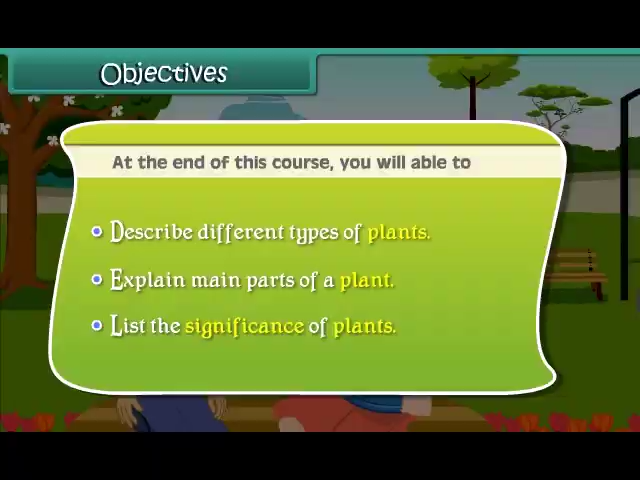 Objectives
At the end of this course, you will able to
Describe different types of plants.
Explain main parts of a plant.
List the significance of plants.